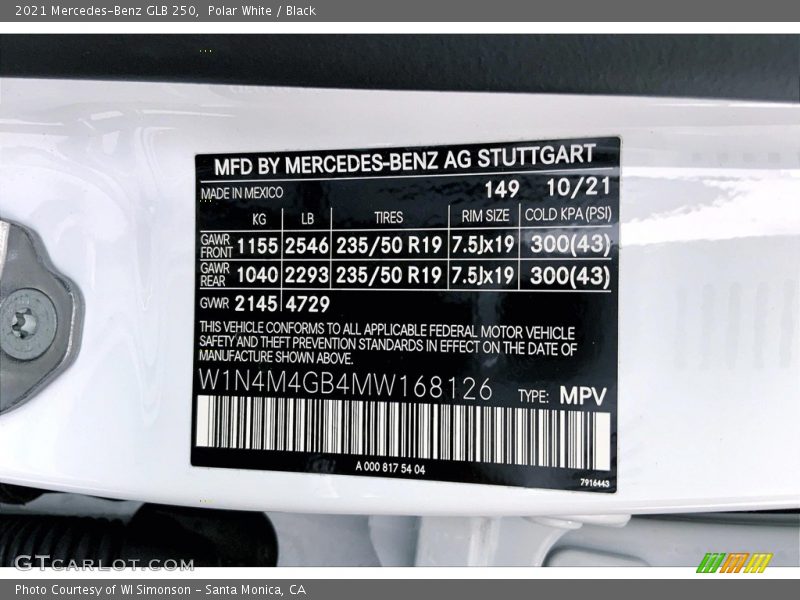 2021 Mercedes-Benz GLB 250, Polar White / Black
MFD BY MERCEDES-BENZ AG STUTTGART
MADE IN MEXICO 149 10/21
KG LB TIRES RIM SIZE COLD KPA(PSI)
GAWR FRONT 1155 2546 235/50 R19 7.5Jx19 300(43)
GAWR REAR 1040 2293 235/50 R19 7.5Jx19 300(43)
GVWR 2145 4729
THIS VEHICLE CONFORMS TO ALL APPLICABLE FEDERAL MOTOR VEHICLE
SAFETY AND THEFT PREVENTION STANDARDS IN EFFECT ON THE DATE OF
MANUFACTURE SHOWN ABOVE.
W1N4M4GB4MW168126 TYPE: MPV
A 000 817 54 04
7916443
GTCARLOT.COM
Photo Courtesy of WI Simonson - Santa Monica, CA